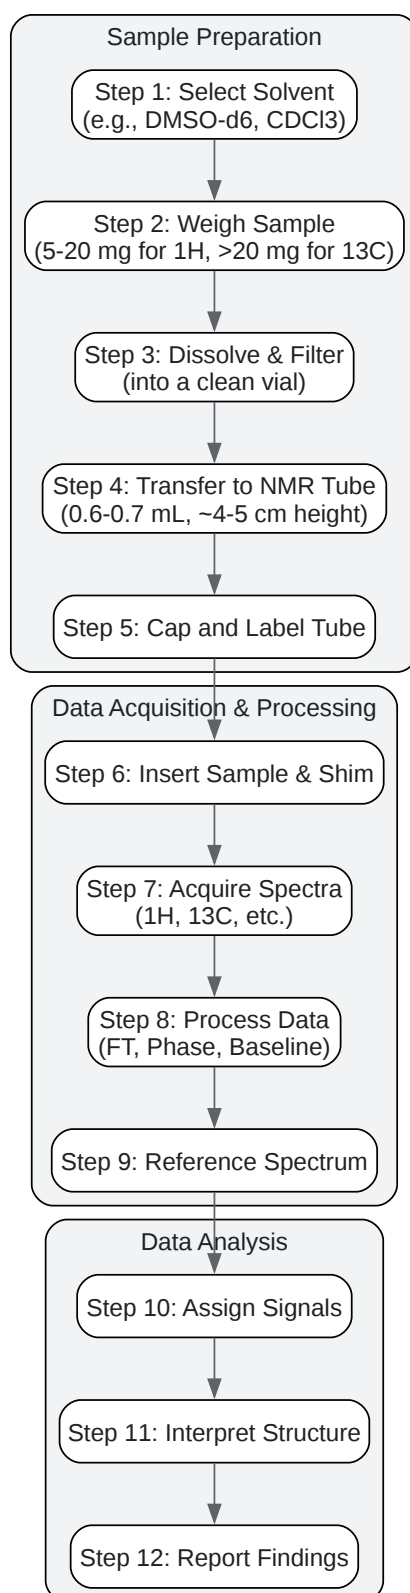 Sample Preparation
Step 1: Select Solvent
(e.g., DMSO-d6, CDCl3)
Step 2: Weigh Sample
(5-20 mg for 1H, >20 mg for 13C)
Step 3: Dissolve & Filter
(into a clean vial)
Step 4: Transfer to NMR Tube
(0.6-0.7 mL, ~4-5 cm height)
Step 5: Cap and Label Tube
Data Acquisition & Processing
Step 6: Insert Sample & Shim
Step 7: Acquire Spectra
(1H, 13C, etc.)
Step 8: Process Data
(FT, Phase, Baseline)
Step 9: Reference Spectrum
Data Analysis
Step 10: Assign Signals
Step 11: Interpret Structure
Step 12: Report Findings